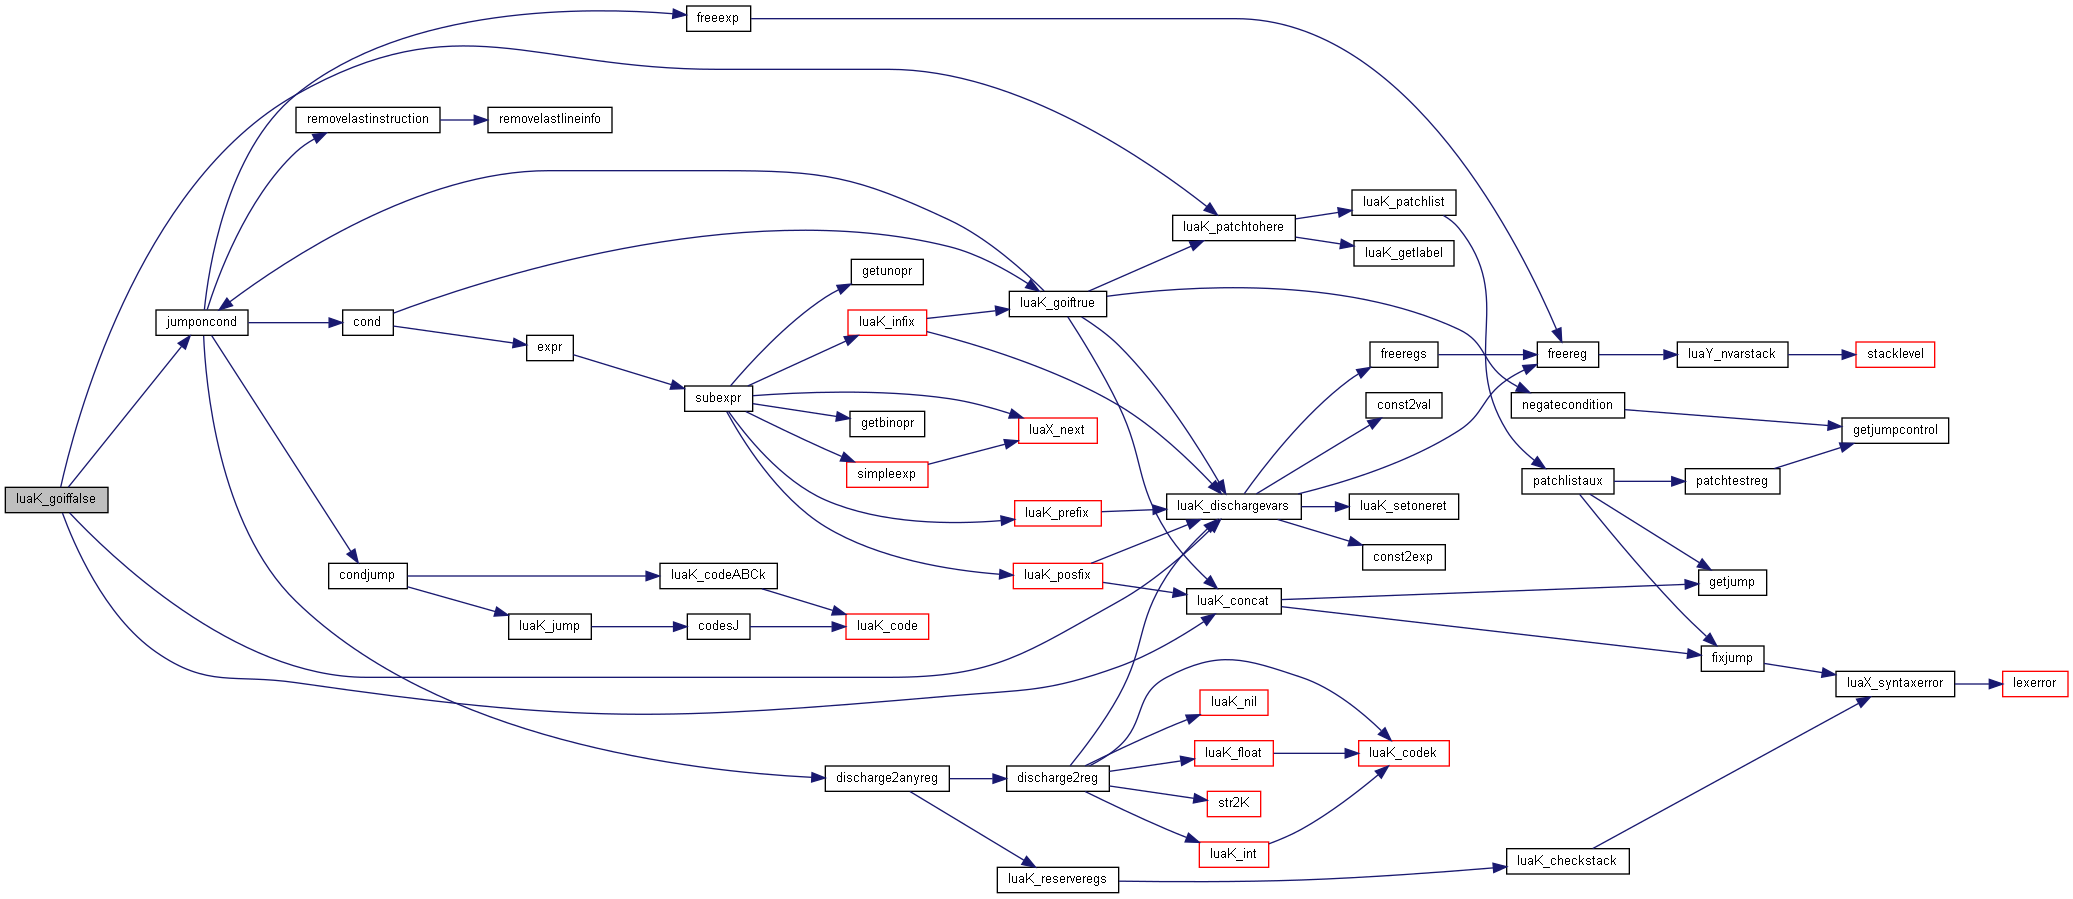 luaK_goiffalse
jumponcond
freeexp
removelastinstruction
removelastlineinfo
cond
expr
subexpr
getunopr
luaK_infix
luaX_next
getbinopr
simpleexp
luaK_prefix
luaK_posfix
condjump
luaK_codeABCk
luaK_jump
codesJ
luaK_code
discharge2anyreg
discharge2reg
luaK_reserveregs
luaK_goiftrue
luaK_patchtohere
luaK_patchlist
luaK_getlabel
luaK_dischargevars
luaK_concat
luaK_nil
luaK_float
str2K
luaK_int
luaK_codek
freeregs
const2val
luaK_setoneret
const2exp
freereg
luaY_nvarstack
stacklevel
negatecondition
getjumpcontrol
patchlistaux
patchtestreg
getjump
fixjump
luaX_syntaxerror
lexerror
luaK_checkstack